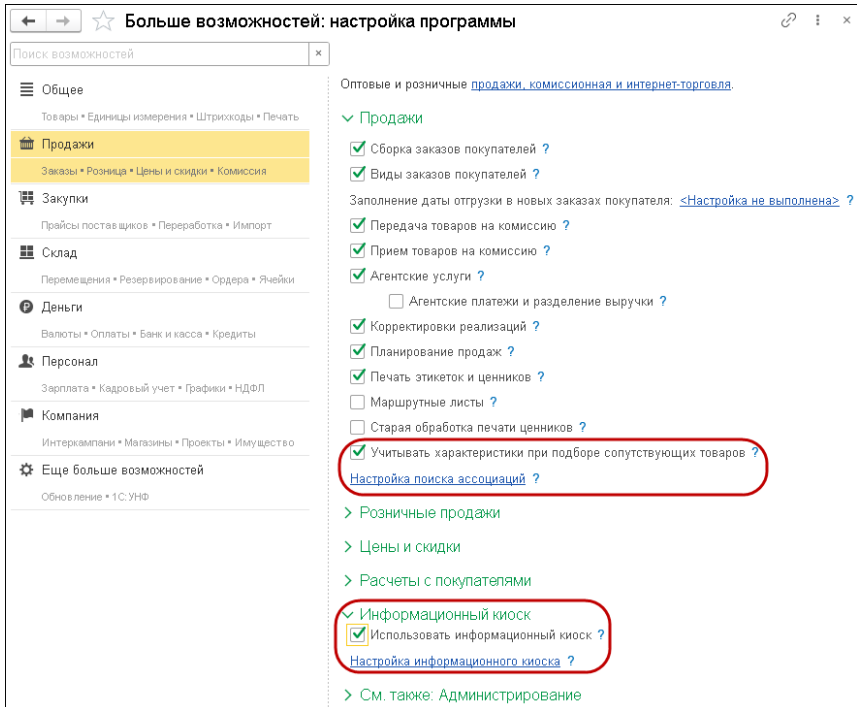 Больше возможностей: настройка программы
Поиск возможностей
Общее
Товары • Единицы измерения • Штрихкоды • Печать
Продажи
Заказы • Розница • Цены и скидки • Комиссия
Закупки
Прайсы поставщиков • Переработка • Импорт
Склад
Перемещения • Резервирование • Ордера • Ячейки
Деньги
Валюты • Оплаты • Банк и касса • Кредиты
Персонал
Зарплата • Кадровый учет • Графики • НДФЛ
Компания
Интеркампани • Магазины • Проекты • Имущество
Еще больше возможностей
Обновление • 1С:УНФ
Оптовые и розничные продажи, комиссионная и интернет-торговля.
Продажи
Сборка заказов покупателей ?
Виды заказов покупателей ?
Заполнение даты отгрузки в новых заказах покупателя: <Настройка не выполнена> ?
Передача товаров на комиссию ?
Прием товаров на комиссию ?
Агентские услуги ?
Агентские платежи и разделение выручки ?
Корректировки реализаций ?
Планирование продаж ?
Печать этикеток и ценников ?
Маршрутные листы ?
Старая обработка печати ценников ?
Учитывать характеристики при подборе сопутствующих товаров ?
Настройка поиска ассоциаций ?
Розничные продажи
Цены и скидки
Расчеты с покупателями
Информационный киоск
Использовать информационный киоск ?
Настройка информационного киоска ?
См. также: Администрирование